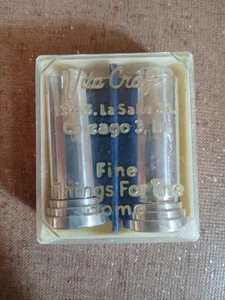 Vita Craft
S. La Salle St.
Chicago 3, Ill
Fine
Things For The
Home